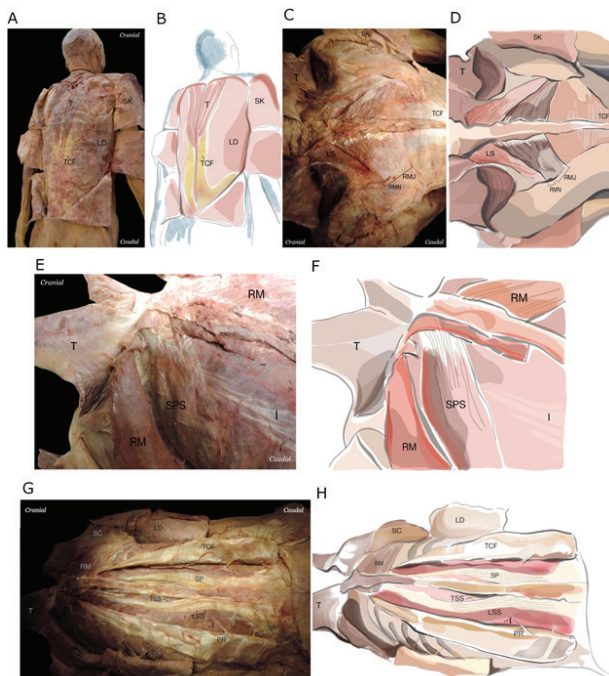 A
Cranial
T
SK
LD
TCF
Caudal
B
T
SK
LD
TCF
C
SK
T
TCF
LS
RMJ
RMN
Cranial
Caudal
D
SK
T
TCF
LS
RMJ
RMN
E
Cranial
RM
T
SPS
I
RM
Caudal
F
RM
T
SPS
I
RM
G
Cranial
Caudal
SC
LD
TCF
RM
SP
T
TSS
LSS
PR
H
SC
LD
TCF
RM
SP
T
TSS
LSS
I
PR